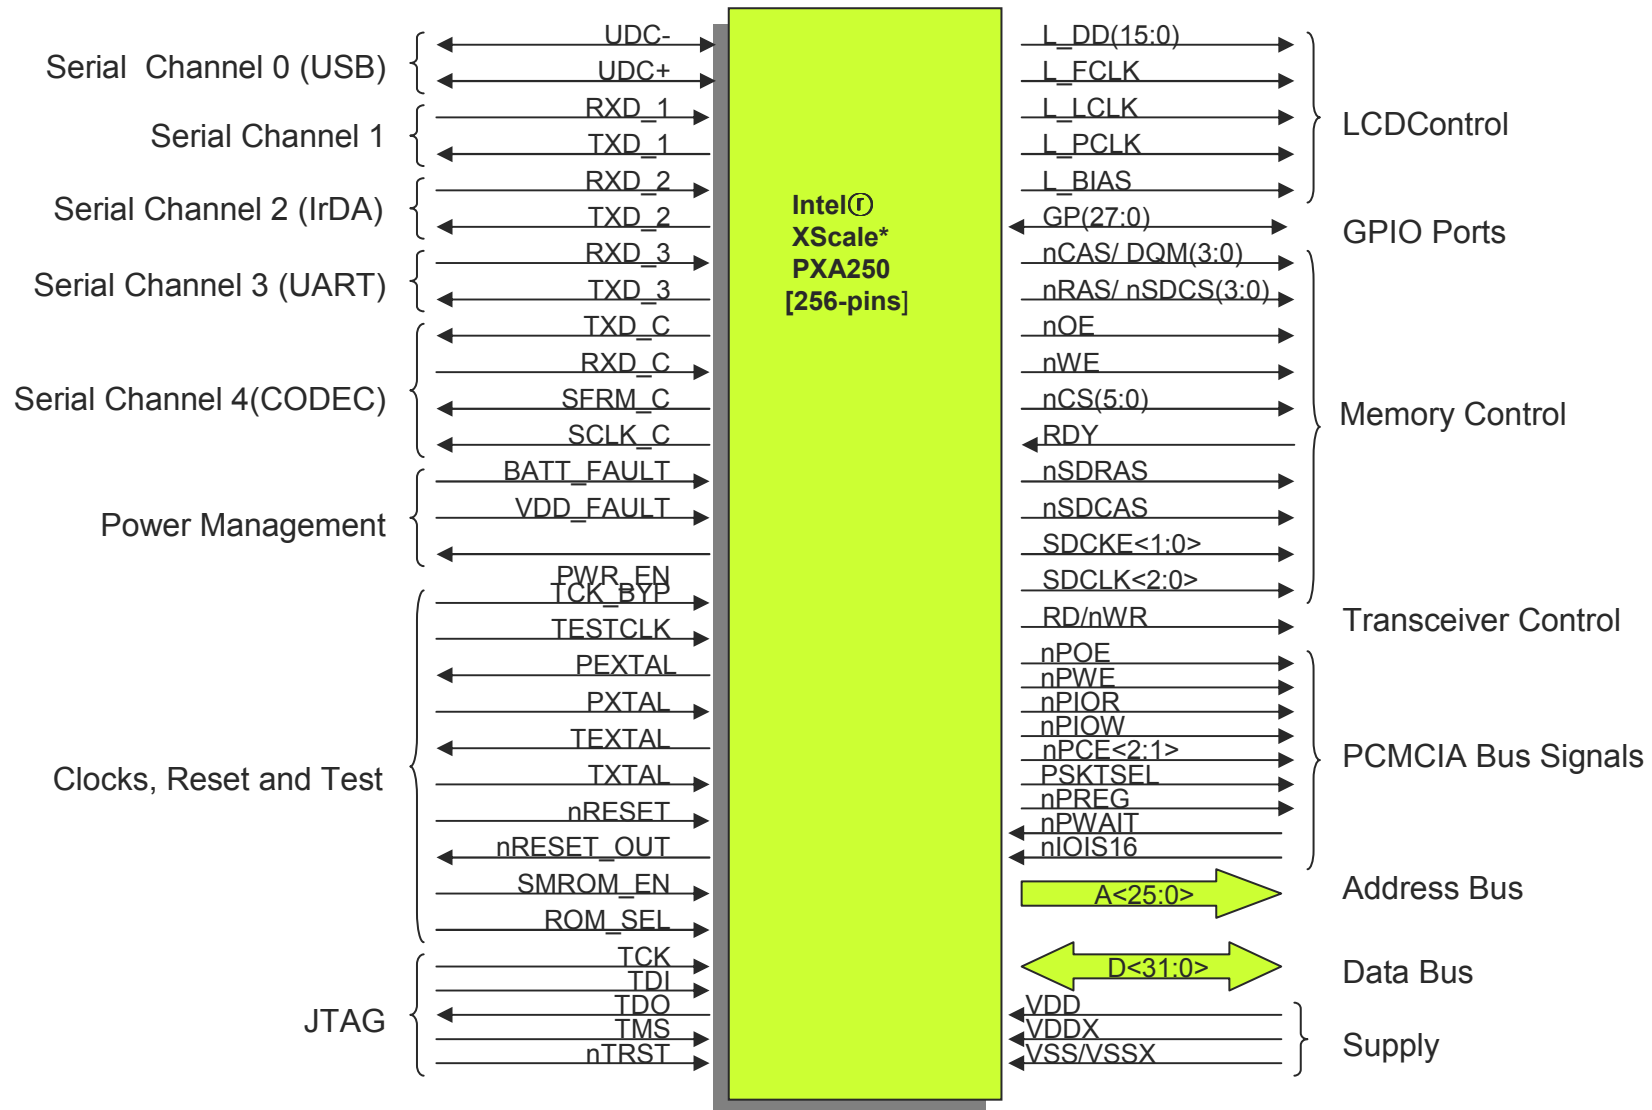 Serial Channel 0 (USB)
UDC-
UDC+
Serial Channel 1
RXD_1
TXD_1
Serial Channel 2 (IrDA)
RXD_2
TXD_2
Serial Channel 3 (UART)
RXD_3
TXD_3
Serial Channel 4(CODEC)
TXD_C
RXD_C
SFRM_C
SCLK_C
Power Management
BATT_FAULT
VDD_FAULT
PWR_EN
Clocks, Reset and Test
TCK_BYP
TESTCLK
PEXTAL
PXTAL
TEXTAL
TXTAL
nRESET
nRESET_OUT
SMROM_EN
ROM_SEL
JTAG
TCK
TDI
TDO
TMS
nTRST
Intel®
XScale*
PXA250
[256-pins]
L_DD(15:0)
L_FCLK
L_LCLK
L_PCLK
L_BIAS
LCDControl
GP(27:0)
GPIO Ports
nCAS/ DQM(3:0)
nRAS/ nSDCS(3:0)
nOE
nWE
nCS(5:0)
RDY
nSDRAS
nSDCAS
SDCKE<1:0>
SDCLK<2:0>
Memory Control
RD/nWR
Transceiver Control
nPOE
nPWE
nPIOR
nPIOW
nPCE<2:1>
PSKTSEL
nPREG
nPWAIT
nIOIS16
PCMCIA Bus Signals
A<25:0>
Address Bus
D<31:0>
Data Bus
VDD
VDDX
VSS/VSSX
Supply